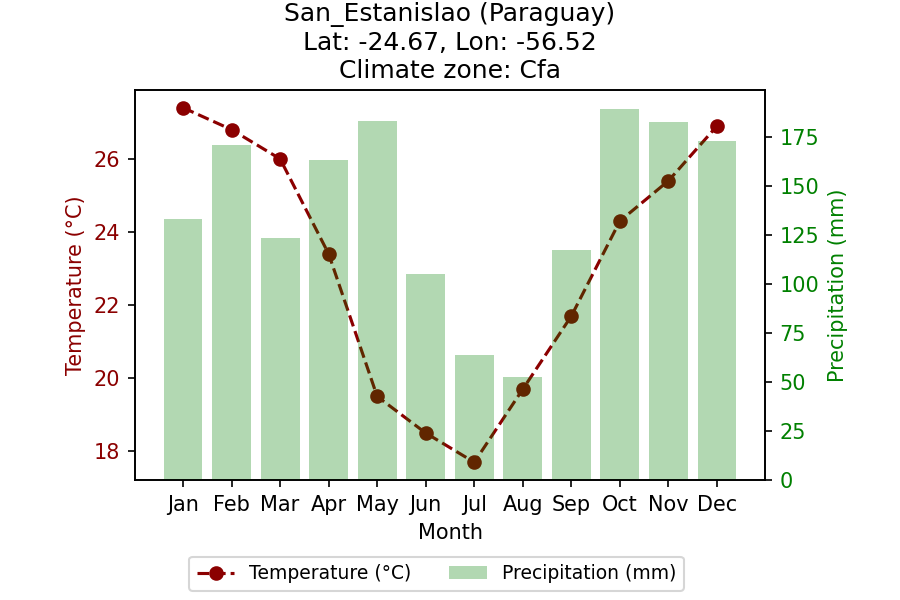 San_Estanislao (Paraguay)
Lat: -24.67, Lon: -56.52
Climate zone: Cfa
Temperature (°C)
26
24
22
20
18
Precipitation (mm)
175
150
125
100
75
50
25
0
Jan Feb Mar Apr May Jun Jul Aug Sep Oct Nov Dec
Month
Temperature (°C) Precipitation (mm)